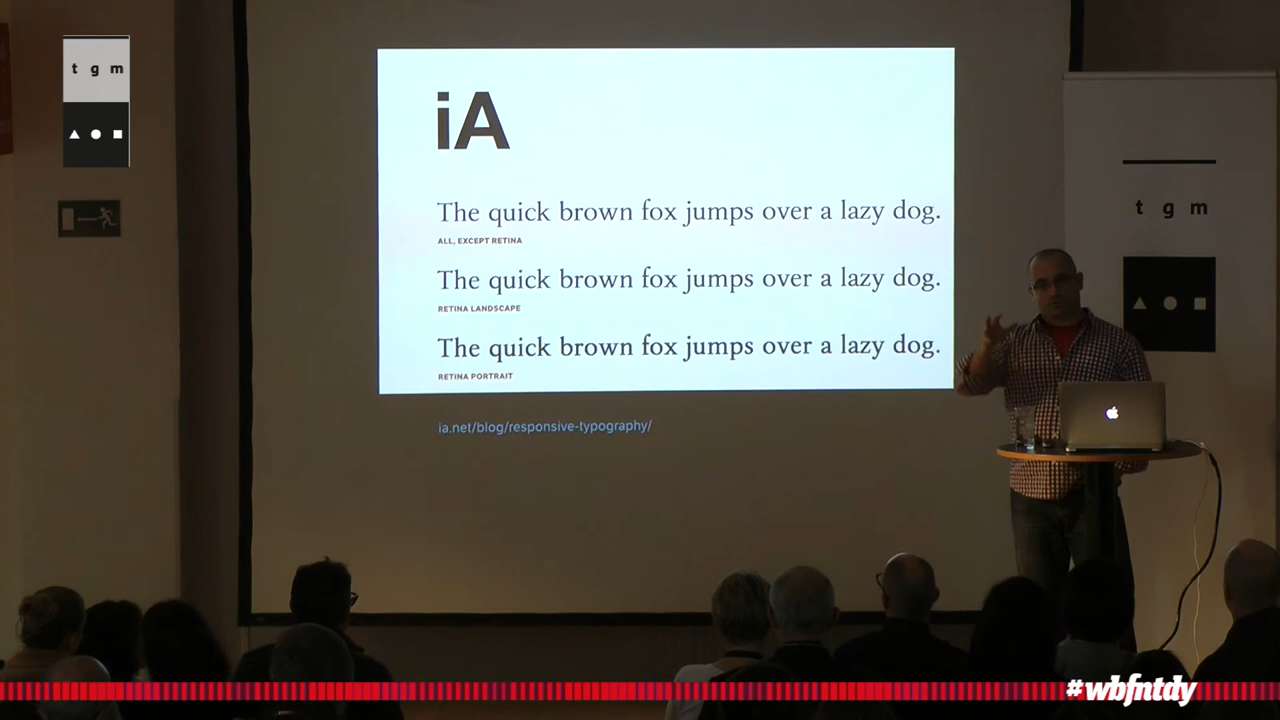 t g m
iA
The quick brown fox jumps over a lazy dog.
ALL, EXCEPT RETINA
The quick brown fox jumps over a lazy dog.
RETINA LANDSCAPE
The quick brown fox jumps over a lazy dog.
RETINA PORTRAIT
ia.net/blog/responsive-typography/
t g m
#wbfntdy